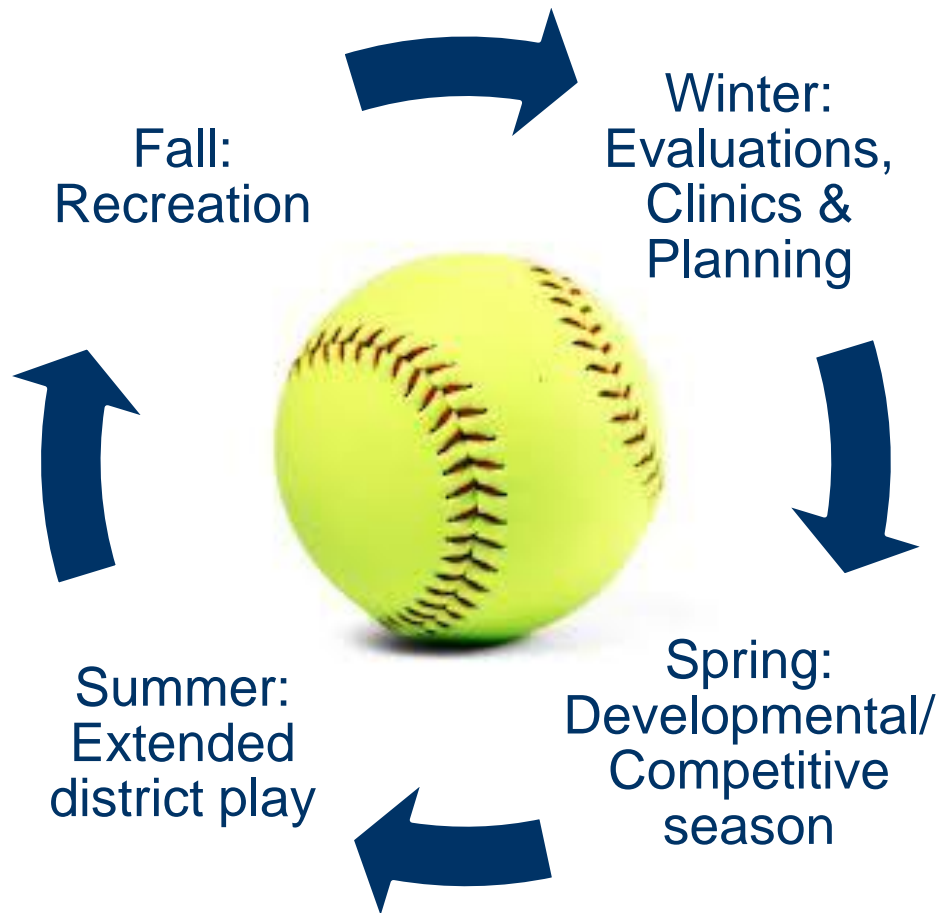 Fall:
Recreation
Winter:
Evaluations,
Clinics &
Planning
Spring:
Developmental/
Competitive
season
Summer:
Extended
district play